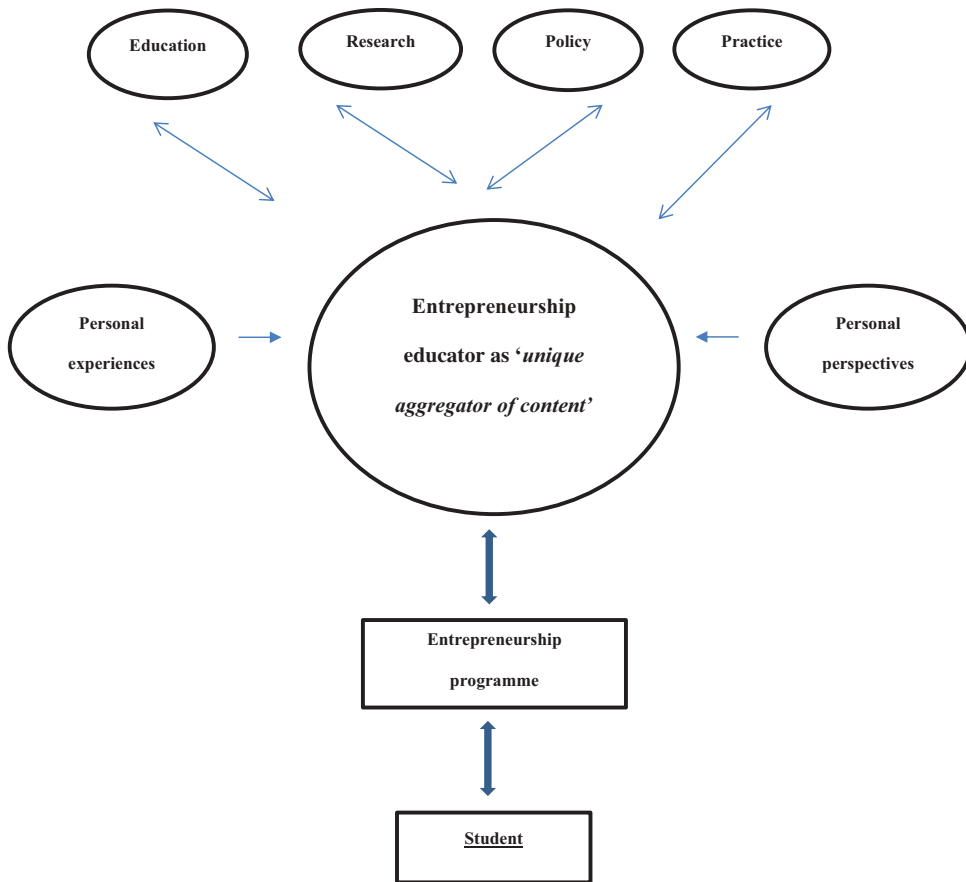 Education
Research
Policy
Practice
Entrepreneurship
educator as ‘unique
aggregator of content’
Personal
experiences
Personal
perspectives
Entrepreneurship
programme
Student